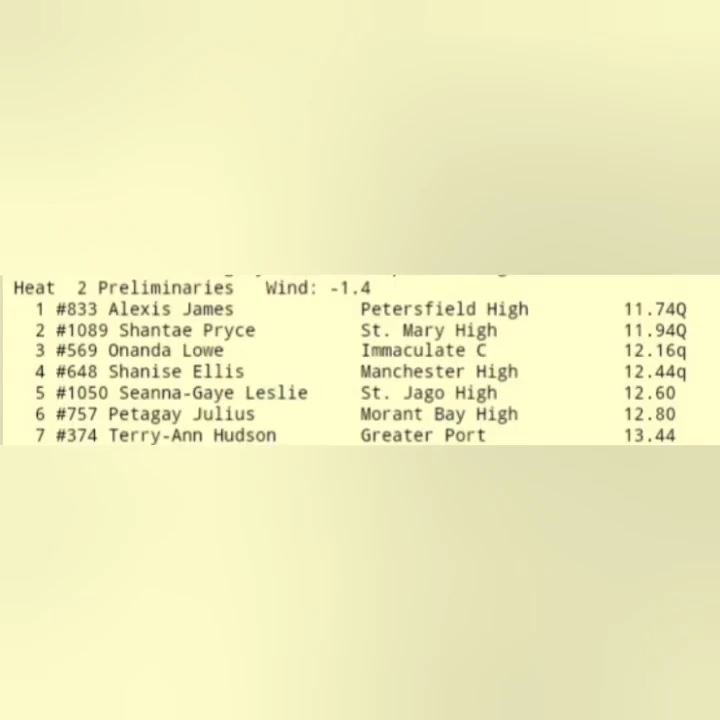 Heat 2 Preliminaries Wind: -1.4
1 #833 Alexis James Petersfield High 11.74Q
2 #1089 Shantae Pryce St. Mary High 11.94Q
3 #569 Onanda Lowe Immaculate C 12.16q
4 #648 Shanise Ellis Manchester High 12.44q
5 #1050 Seanna-Gaye Leslie St. Jago High 12.60
6 #757 Petagay Julius Morant Bay High 12.80
7 #374 Terry-Ann Hudson Greater Port 13.44